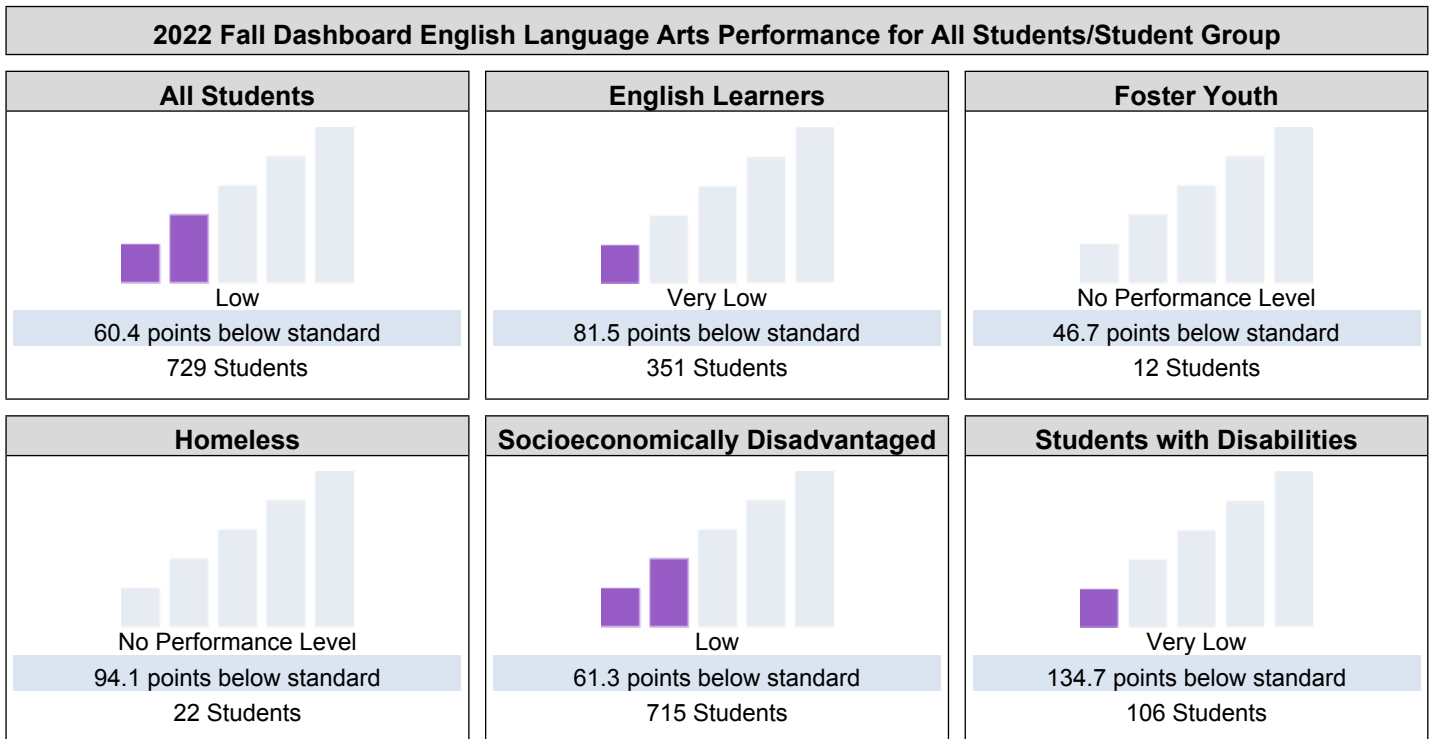 2022 Fall Dashboard English Language Arts Performance for All Students/Student Group
All Students
Low
60.4 points below standard
729 Students
English Learners
Very Low
81.5 points below standard
351 Students
Foster Youth
No Performance Level
46.7 points below standard
12 Students
Homeless
No Performance Level
94.1 points below standard
22 Students
Socioeconomically Disadvantaged
Low
61.3 points below standard
715 Students
Students with Disabilities
Very Low
134.7 points below standard
106 Students